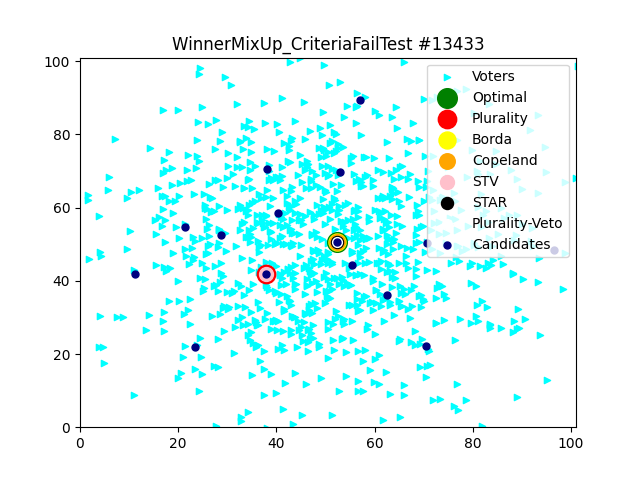 WinnerMixUp_CriteriaFailTest #13433
Voters
Optimal
Plurality
Borda
Copeland
STV
STAR
Plurality-Veto
Candidates
100
80
60
40
20
0
0 20 40 60 80 100